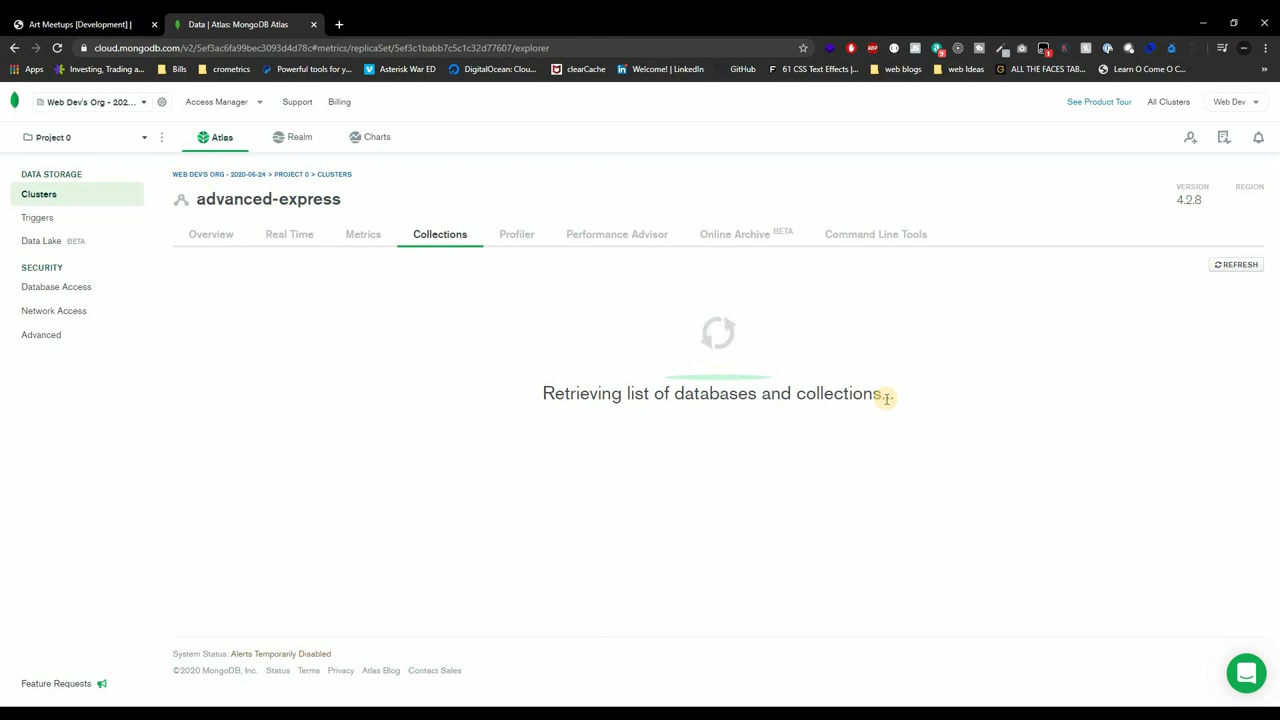 Art Meetups [Development] |
Data | Atlas: MongoDB Atlas
cloud.mongodb.com/v2/5ef3ac6fa99bec3093d4d78c#metrics/replicaSet/5ef3c1babb7c5c1c32d77607/explorer
Apps
Investing, Trading a...
Bills
crometrics
Powerful tools for y...
Asterisk War ED
DigitalOcean: Clou...
clearCache
Welcome! | LinkedIn
GitHub
61 CSS Text Effects |...
web blogs
web Ideas
ALL THE FACES TAB...
Learn O Come O C...
Web Dev's Org - 202...
Access Manager
Support
Billing
See Product Tour
All Clusters
Web Dev
Project 0
Atlas
Realm
Charts
DATA STORAGE
Clusters
Triggers
Data Lake BETA
SECURITY
Database Access
Network Access
Advanced
WEB DEV'S ORG - 2020-06-24 > PROJECT 0 > CLUSTERS
advanced-express
VERSION
4.2.8
REGION
Overview
Real Time
Metrics
Collections
Profiler
Performance Advisor
Online Archive BETA
Command Line Tools
REFRESH
Retrieving list of databases and collections...
System Status: Alerts Temporarily Disabled
©2020 MongoDB, Inc.
Status
Terms
Privacy
Atlas Blog
Contact Sales
Feature Requests